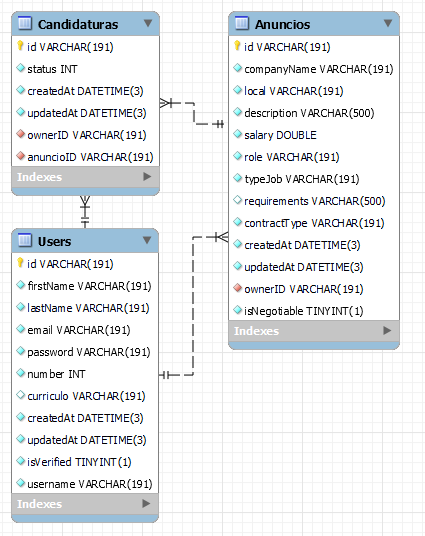 Candidaturas
id VARCHAR(191)
status INT
createdAt DATETIME(3)
updatedAt DATETIME(3)
ownerID VARCHAR(191)
anuncioID VARCHAR(191)
Indexes
Anuncios
id VARCHAR(191)
companyName VARCHAR(191)
local VARCHAR(191)
description VARCHAR(500)
salary DOUBLE
role VARCHAR(191)
typeJob VARCHAR(191)
requirements VARCHAR(500)
contractType VARCHAR(191)
createdAt DATETIME(3)
updatedAt DATETIME(3)
ownerID VARCHAR(191)
isNegotiable TINYINT(1)
Indexes
Users
id VARCHAR(191)
firstName VARCHAR(191)
lastName VARCHAR(191)
email VARCHAR(191)
password VARCHAR(191)
number INT
curriculo VARCHAR(191)
createdAt DATETIME(3)
updatedAt DATETIME(3)
isVerified TINYINT(1)
username VARCHAR(191)
Indexes